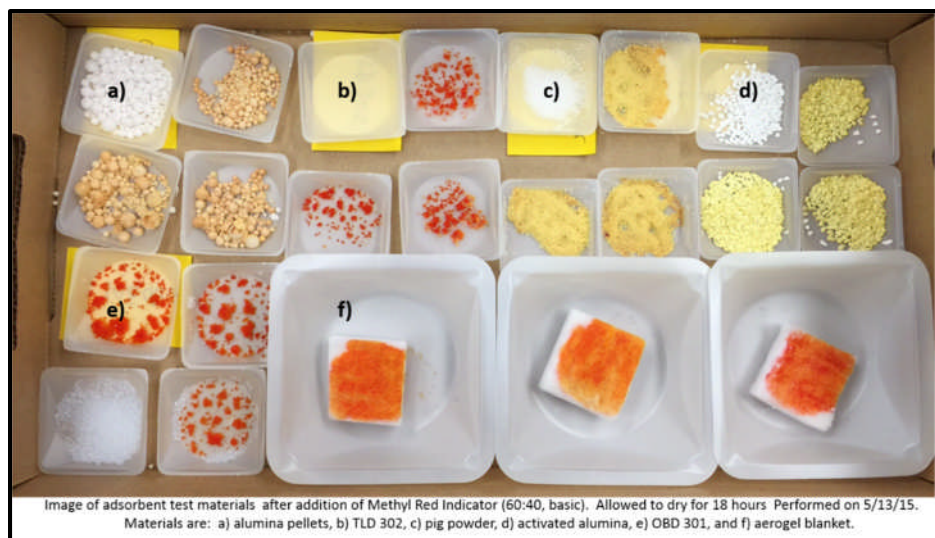 a)
b)
c)
d)
e)
f)
Image of adsorbent test materials after addition of Methyl Red Indicator (60:40, basic). Allowed to dry for 18 hours Performed on 5/13/15.
Materials are: a) alumina pellets, b) TLD 302, c) pig powder, d) activated alumina, e) OBD 301, and f) aerogel blanket.